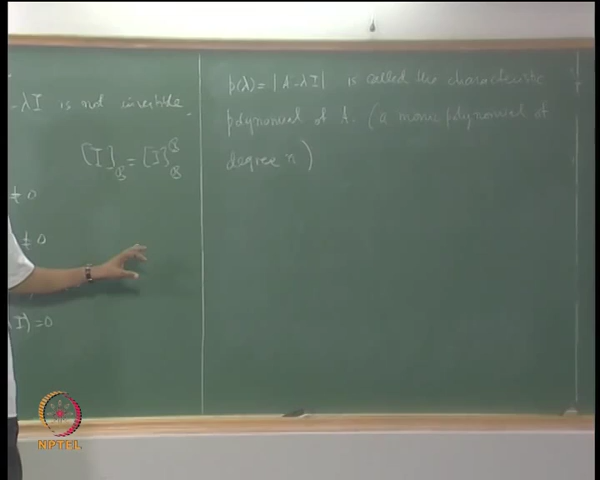 -λI is not invertible.
[I]_ℬ = [I]_ℬ^ℬ
≠ 0
≠ 0
I) = 0
p(λ) = |A-λI| is called the characteristic
polynomial of A. (a monic polynomial of
degree n)
NPTEL